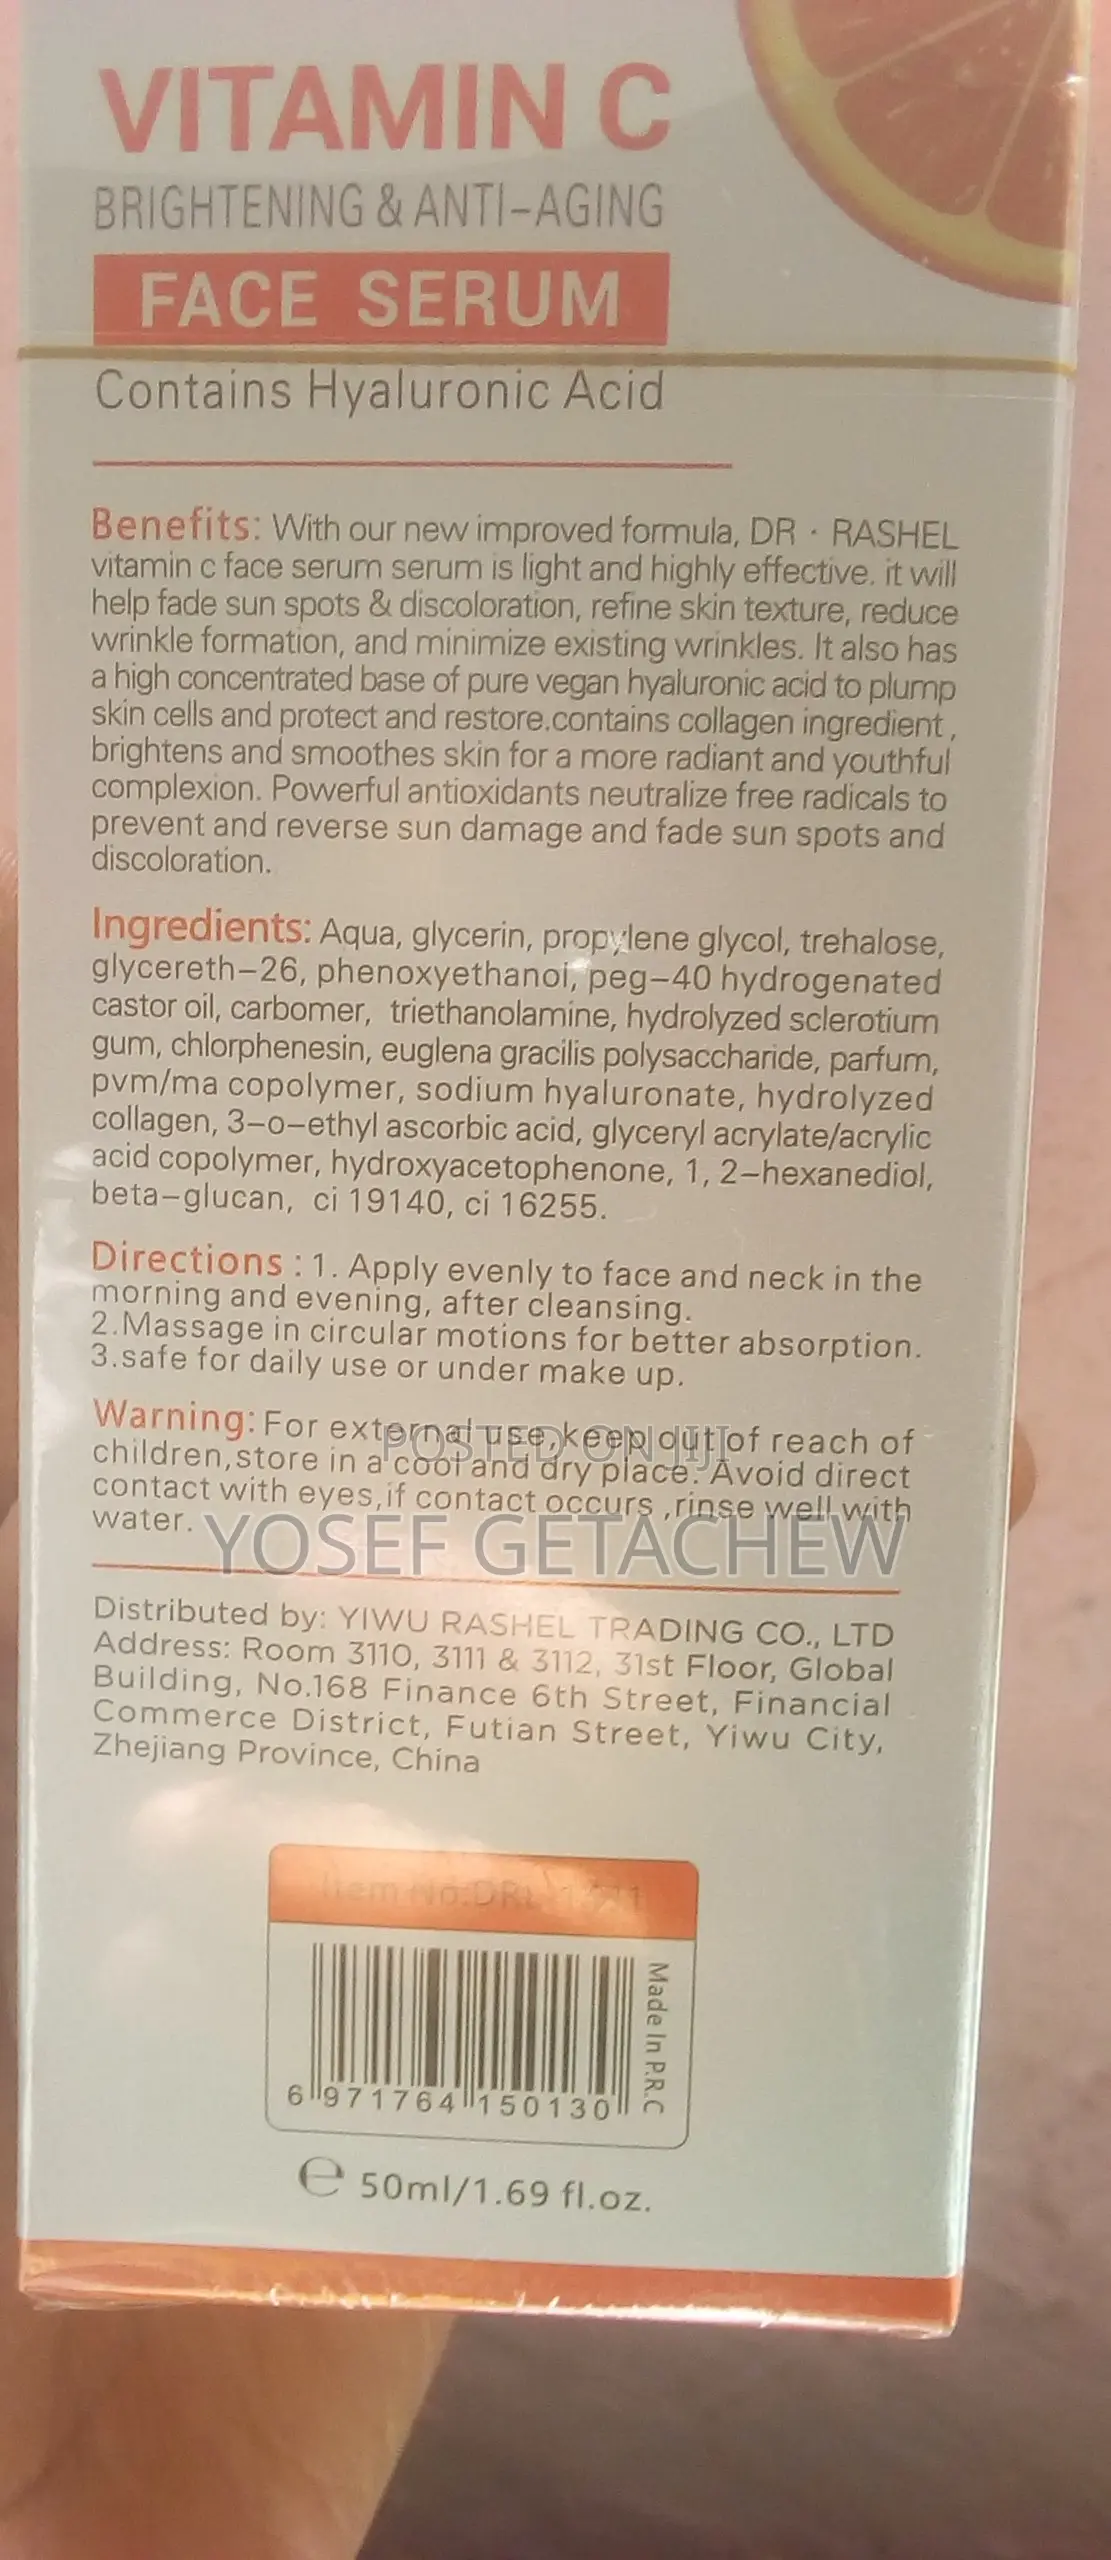 VITAMIN C
BRIGHTENING & ANTI-AGING
FACE SERUM
Contains Hyaluronic Acid
Benefits: With our new improved formula, DR · RASHEL
vitamin c face serum serum is light and highly effective. it will
help fade sun spots & discoloration, refine skin texture, reduce
wrinkle formation, and minimize existing wrinkles. It also has
a high concentrated base of pure vegan hyaluronic acid to plump
skin cells and protect and restore.contains collagen ingredient,
brightens and smoothes skin for a more radiant and youthful
complexion. Powerful antioxidants neutralize free radicals to
prevent and reverse sun damage and fade sun spots and
discoloration.
Ingredients: Aqua, glycerin, propylene glycol, trehalose,
glycereth-26, phenoxyethanol, peg-40 hydrogenated
castor oil, carbomer, triethanolamine, hydrolyzed sclerotium
gum, chlorphenesin, euglena gracilis polysaccharide, parfum,
pvm/ma copolymer, sodium hyaluronate, hydrolyzed
collagen, 3-o-ethyl ascorbic acid, glyceryl acrylate/acrylic
acid copolymer, hydroxyacetophenone, 1, 2-hexanediol,
beta-glucan, ci 19140, ci 16255.
Directions : 1. Apply evenly to face and neck in the
morning and evening, after cleansing.
2.Massage in circular motions for better absorption.
3.safe for daily use or under make up.
Warning: For external use,keep out of reach of
children,store in a cool and dry place. Avoid direct
contact with eyes,if contact occurs ,rinse well with
water.
POSTED ON JIJI
YOSEF GETACHEW
Distributed by: YIWU RASHEL TRADING CO., LTD
Address: Room 3110, 3111 & 3112, 31st Floor, Global
Building, No.168 Finance 6th Street, Financial
Commerce District, Futian Street, Yiwu City,
Zhejiang Province, China
Item No:
Made In P.R.C
6 971764 150130
℮ 50ml/1.69 fl.oz.